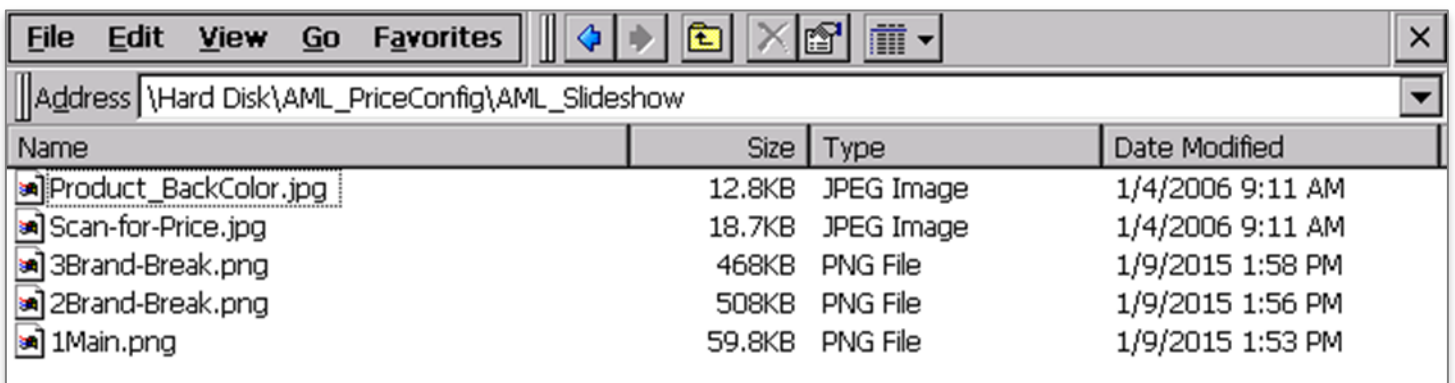 File Edit View Go Favorites
Address \Hard Disk\AML_PriceConfig\AML_Slideshow
Name Size Type Date Modified
Product_BackColor.jpg 12.8KB JPEG Image 1/4/2006 9:11 AM
Scan-for-Price.jpg 18.7KB JPEG Image 1/4/2006 9:11 AM
3Brand-Break.png 468KB PNG File 1/9/2015 1:58 PM
2Brand-Break.png 508KB PNG File 1/9/2015 1:56 PM
1Main.png 59.8KB PNG File 1/9/2015 1:53 PM